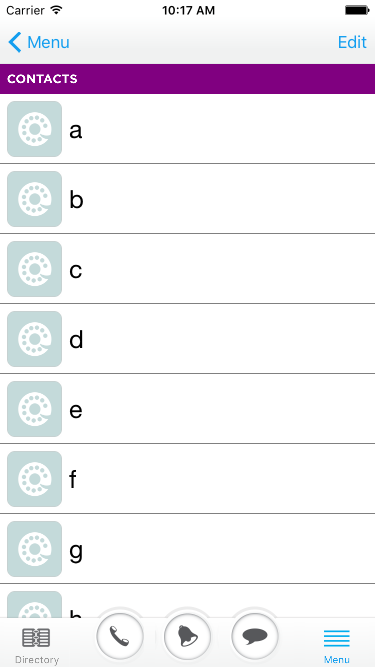 Carrier 10:17 AM
Menu Edit
CONTACTS
a
b
c
d
e
f
g
h
Directory Menu